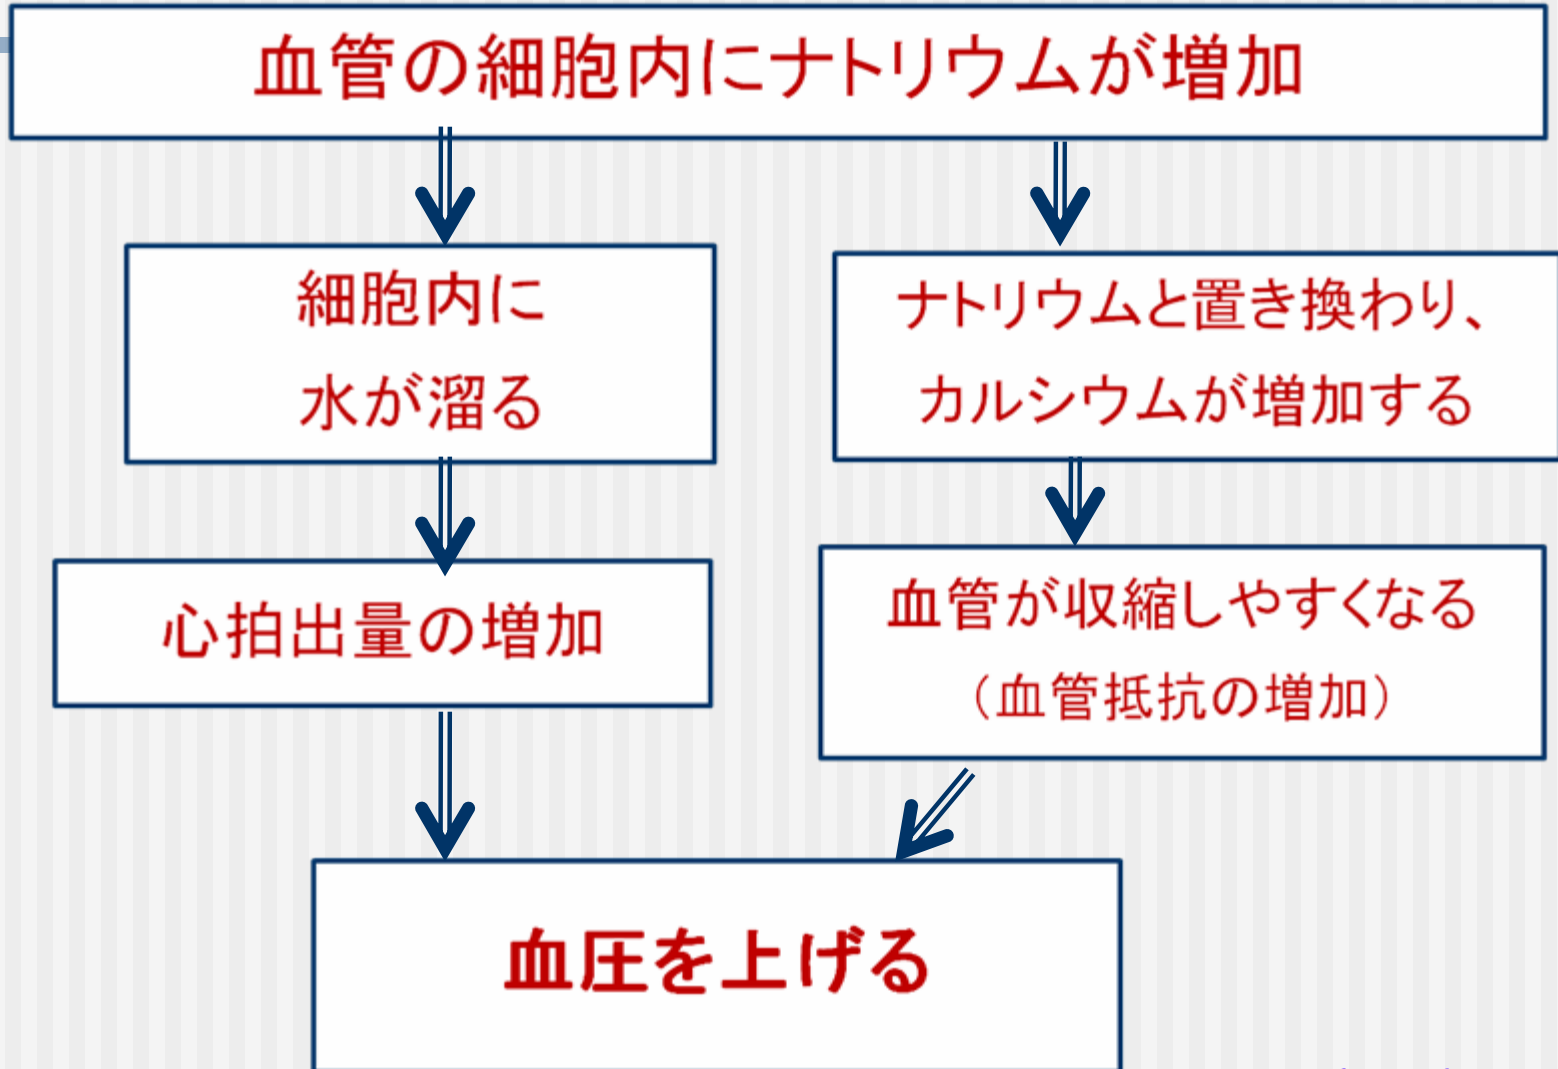 血管の細胞内にナトリウムが増加
細胞内に
水が溜る
ナトリウムと置き換わり、
カルシウムが増加する
心拍出量の増加
血管が収縮しやすくなる
（血管抵抗の増加）
血圧を上げる